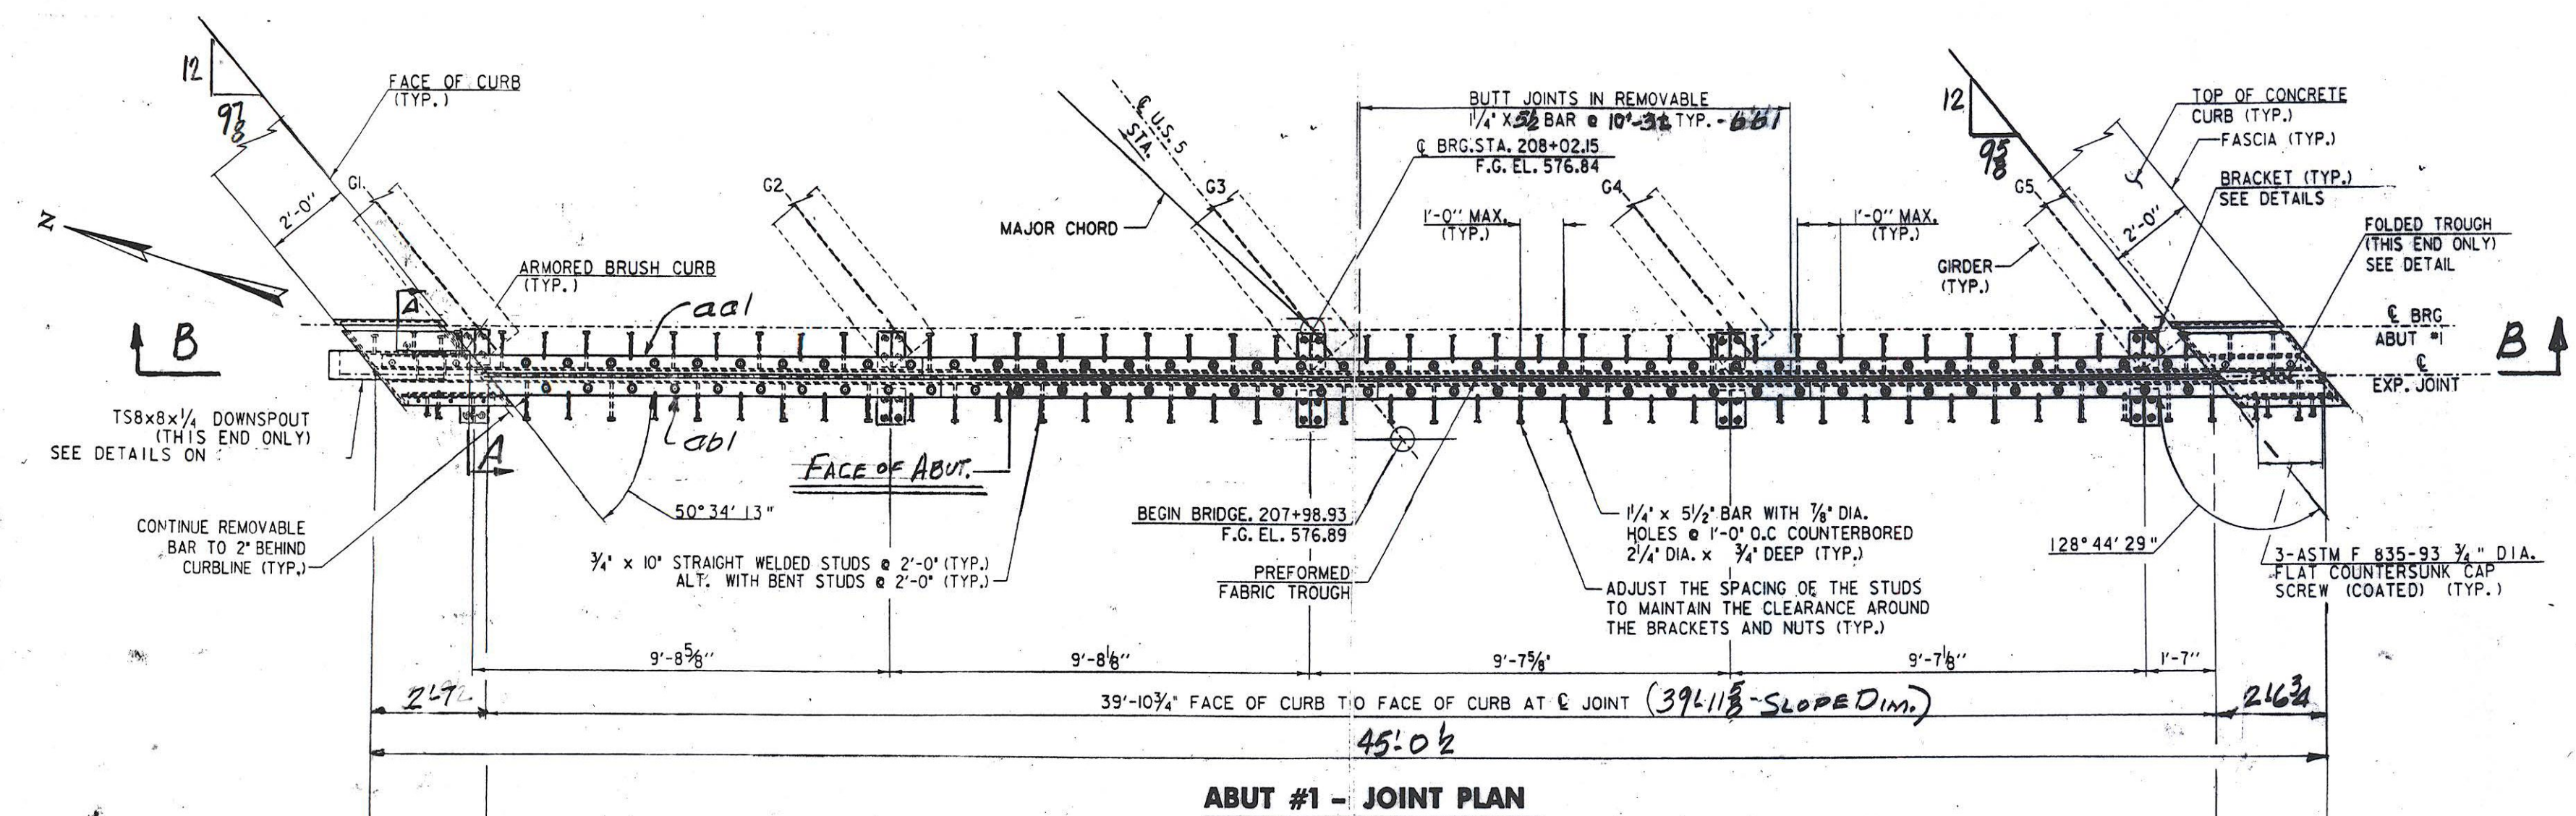 12
9⅞
FACE OF CURB
(TYP.)
2'-0"
G1
N
ARMORED BRUSH CURB
(TYP.)
A
aa1
B
G2
MAJOR CHORD
℄ U.S. 5
STA.
G3
BUTT JOINTS IN REMOVABLE
1¼" X 5½ BAR @
TYP. -
℄ BRG.STA. 208+02.15
F.G. EL. 576.84
1'-0" MAX.
(TYP.)
G4
1'-0" MAX.
(TYP.)
12
9⅝
G5
GIRDER
(TYP.)
2'-0"
TOP OF CONCRETE
CURB (TYP.)
FASCIA (TYP.)
BRACKET (TYP.)
SEE DETAILS
FOLDED TROUGH
(THIS END ONLY)
SEE DETAIL
℄ BRG
ABUT #1
℄
EXP. JOINT
B
TS8x8x¼ DOWNSPOUT
(THIS END ONLY)
SEE DETAILS ON
CONTINUE REMOVABLE
BAR TO 2" BEHIND
CURBLINE (TYP.)
A
ab1
50°34'13"
FACE OF ABUT.
¾" x 10" STRAIGHT WELDED STUDS @ 2'-0" (TYP.)
ALT. WITH BENT STUDS @ 2'-0" (TYP.)
BEGIN BRIDGE. 207+98.93
F.G. EL. 576.89
PREFORMED
FABRIC TROUGH
1¼" x 5½" BAR WITH ⅞" DIA.
HOLES @ 1'-0" O.C COUNTERBORED
2¼" DIA. x ¾" DEEP (TYP.)
ADJUST THE SPACING OF THE STUDS
TO MAINTAIN THE CLEARANCE AROUND
THE BRACKETS AND NUTS (TYP.)
128°44'29"
3-ASTM F 835-93 ¾" DIA.
FLAT COUNTERSUNK CAP
SCREW (COATED) (TYP.)
9'-8⅝"
9'-8⅛"
9'-7⅝"
9'-7⅛"
1'-7"
39'-10¾" FACE OF CURB TO FACE OF CURB AT ℄ JOINT (39'-11⅝-SLOPE DIM.)
2'-6¾
45'-0½
ABUT #1 - JOINT PLAN